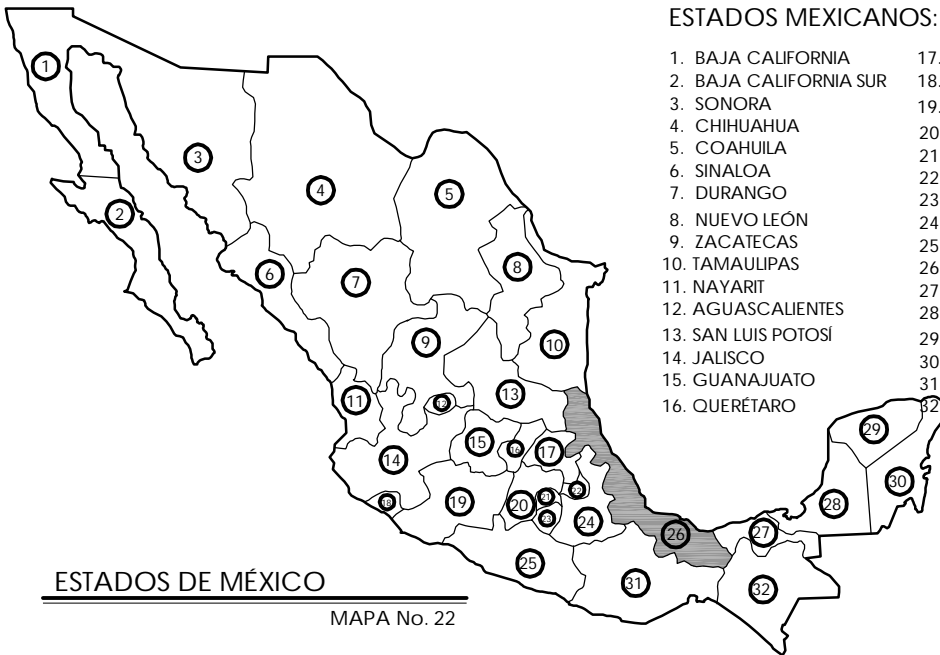 ESTADOS MEXICANOS:
1. BAJA CALIFORNIA 17.
2. BAJA CALIFORNIA SUR 18.
3. SONORA 19.
4. CHIHUAHUA 20
5. COAHUILA 21
6. SINALOA 22
7. DURANGO 23
8. NUEVO LEÓN 24
9. ZACATECAS 25
10. TAMAULIPAS 26
11. NAYARIT 27
12. AGUASCALIENTES 28
13. SAN LUIS POTOSÍ 29
14. JALISCO 30
15. GUANAJUATO 31
16. QUERÉTARO 32
1
2
3
4
5
6
7
8
9
10
11
12
13
14
15
16
17
18
19
20
21
22
23
24
25
26
27
28
29
30
31
32
ESTADOS DE MÉXICO
MAPA No. 22